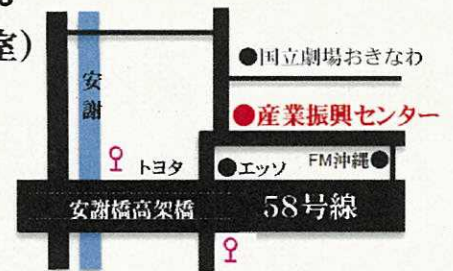 室)
●国立劇場おきなわ
安謝
●産業振興センター
トヨタ
●エッソ
FM沖縄●
安謝橋高架橋
58号線